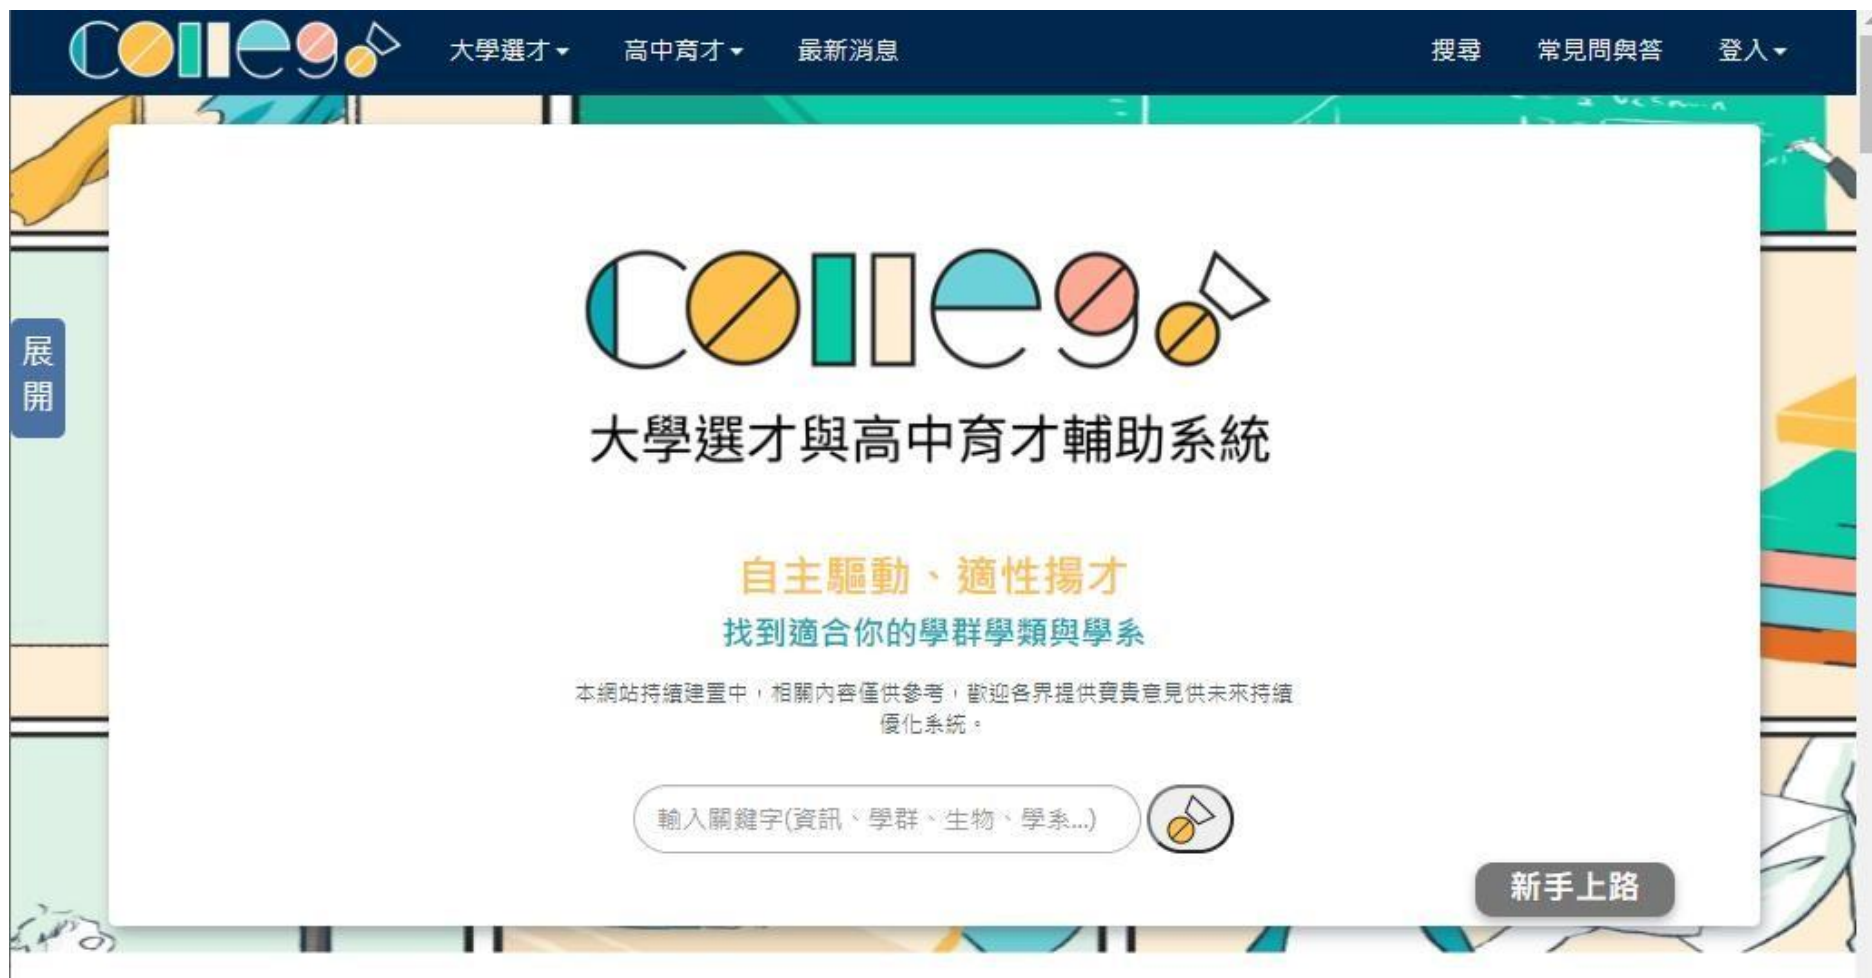 CollegO
大學選才
高中育才
最新消息
搜尋
常見問與答
登入
展開
CollegO
大學選才與高中育才輔助系統
自主驅動、適性揚才
找到適合你的學群學類與學系
本網站持續建置中，相關內容僅供參考，歡迎各界提供寶貴意見供未來持續
優化系統。
輸入關鍵字(資訊、學群、生物、學系...)
新手上路